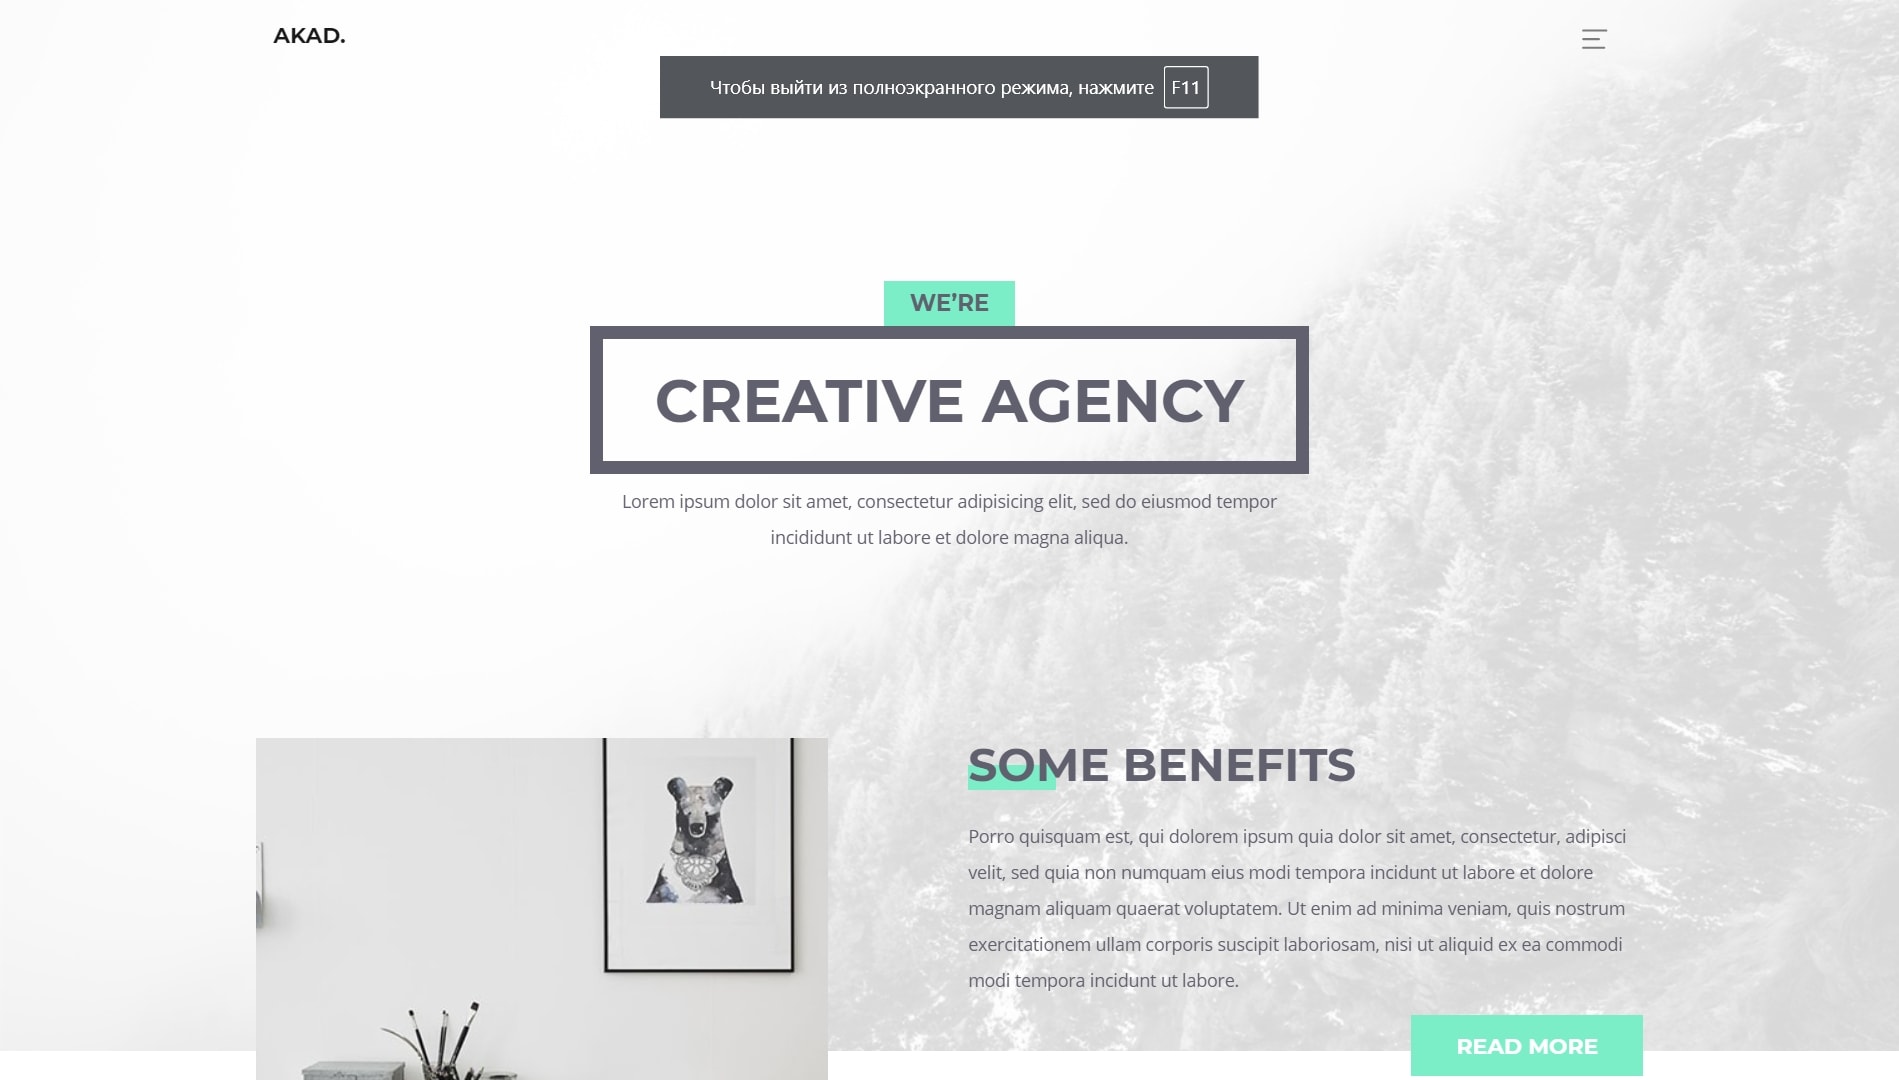 AKAD.
Чтобы выйти из полноэкранного режима, нажмите F11
WE’RE
CREATIVE AGENCY
Lorem ipsum dolor sit amet, consectetur adipisicing elit, sed do eiusmod tempor
incididunt ut labore et dolore magna aliqua.
SOME BENEFITS
Porro quisquam est, qui dolorem ipsum quia dolor sit amet, consectetur, adipisci
velit, sed quia non numquam eius modi tempora incidunt ut labore et dolore
magnam aliquam quaerat voluptatem. Ut enim ad minima veniam, quis nostrum
exercitationem ullam corporis suscipit laboriosam, nisi ut aliquid ex ea commodi
modi tempora incidunt ut labore.
READ MORE